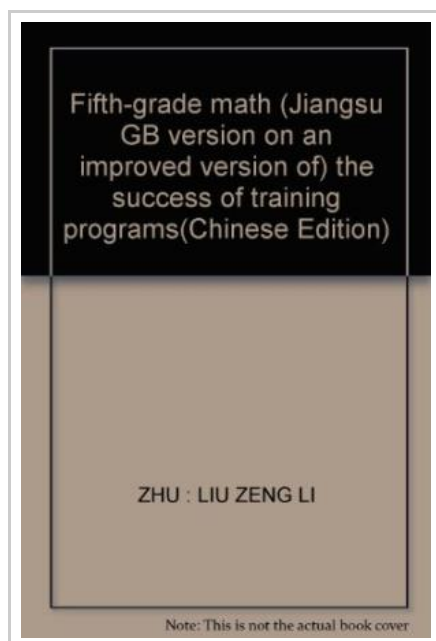 Fifth-grade math (Jiangsu
GB version on an
improved version of) the
success of training
programs(Chinese Edition)
ZHU : LIU ZENG LI
Note: This is not the actual book cover